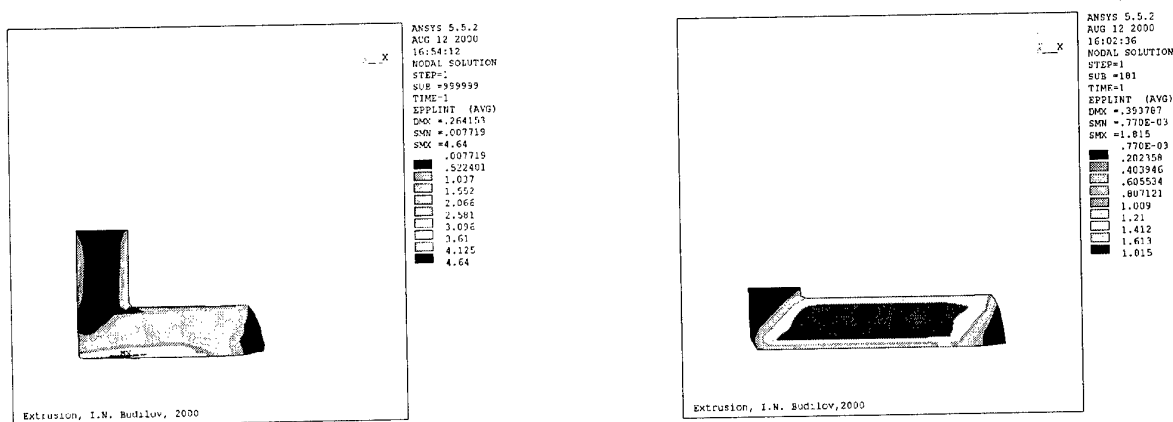 ANSYS 5.5.2
AUG 12 2000
16:54:12
NODAL SOLUTION
STEP=1
SUB =999999
TIME=1
EPPLINT (AVG)
DMX =.264153
SMN =.007719
SMX =4.64
.007719
.522401
1.037
1.552
2.066
2.581
3.096
3.61
4.125
4.64
X
Extrusion, I.N. Budilov, 2000
ANSYS 5.5.2
AUG 12 2000
16:02:36
NODAL SOLUTION
STEP=1
SUB =181
TIME=1
EPPLINT (AVG)
DMX =.393787
SMN =.770E-03
SMX =1.815
.770E-03
.202358
.403946
.605534
.807121
1.009
1.21
1.412
1.613
1.815
X
Extrusion, I.N. Budilov,2000